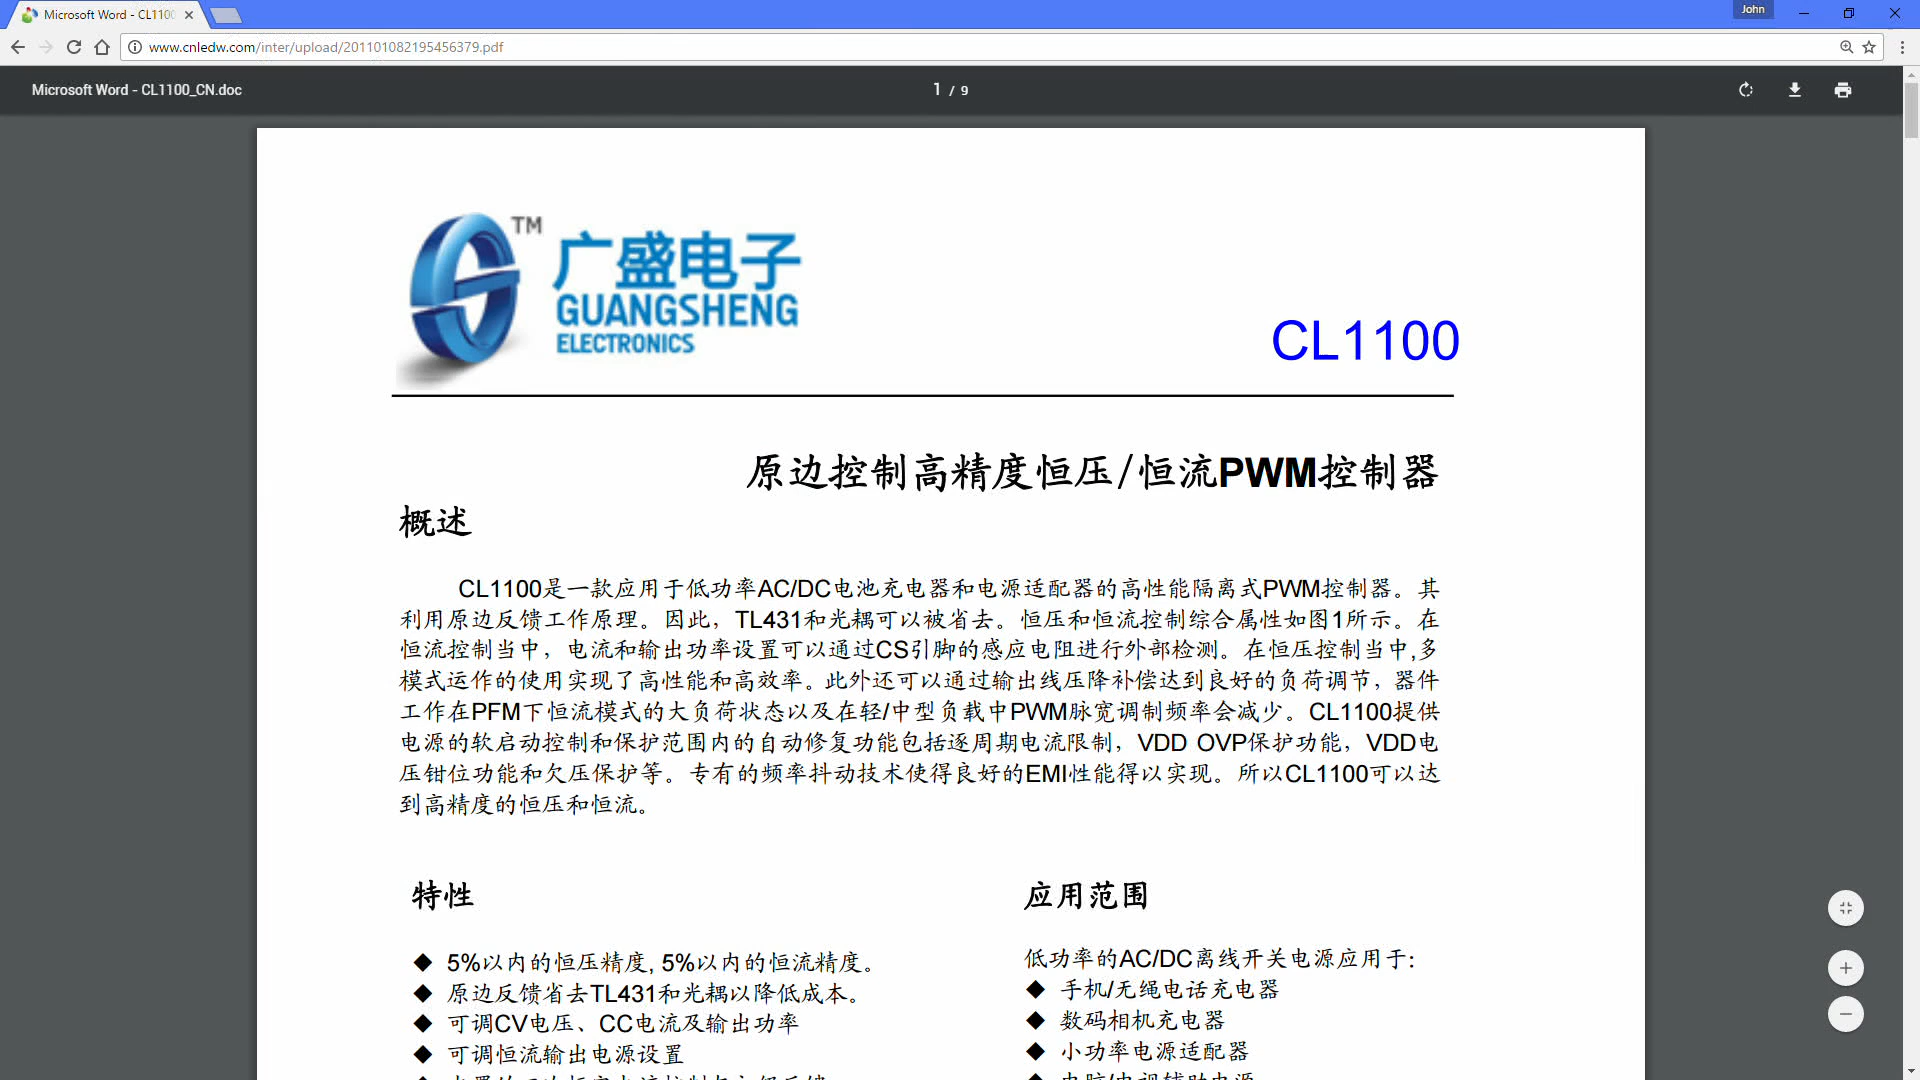 Microsoft Word - CL1100
John
www.cnledw.com/inter/upload/201101082195456379.pdf
Microsoft Word - CL1100_CN.doc
1 / 9
TM
广盛电子
GUANGSHENG
ELECTRONICS
CL1100
原边控制高精度恒压/恒流PWM控制器
概述
CL1100是一款应用于低功率AC/DC电池充电器和电源适配器的高性能隔离式PWM控制器。其
利用原边反馈工作原理。因此，TL431和光耦可以被省去。恒压和恒流控制综合属性如图1所示。在
恒流控制当中，电流和输出功率设置可以通过CS引脚的感应电阻进行外部检测。在恒压控制当中,多
模式运作的使用实现了高性能和高效率。此外还可以通过输出线压降补偿达到良好的负荷调节，器件
工作在PFM下恒流模式的大负荷状态以及在轻/中型负载中PWM脉宽调制频率会减少。CL1100提供
电源的软启动控制和保护范围内的自动修复功能包括逐周期电流限制，VDD OVP保护功能，VDD电
压钳位功能和欠压保护等。专有的频率抖动技术使得良好的EMI性能得以实现。所以CL1100可以达
到高精度的恒压和恒流。
特性
◆ 5%以内的恒压精度, 5%以内的恒流精度。
◆ 原边反馈省去TL431和光耦以降低成本。
◆ 可调CV电压、CC电流及输出功率
◆ 可调恒流输出电源设置
应用范围
低功率的AC/DC离线开关电源应用于:
◆ 手机/无绳电话充电器
◆ 数码相机充电器
◆ 小功率电源适配器